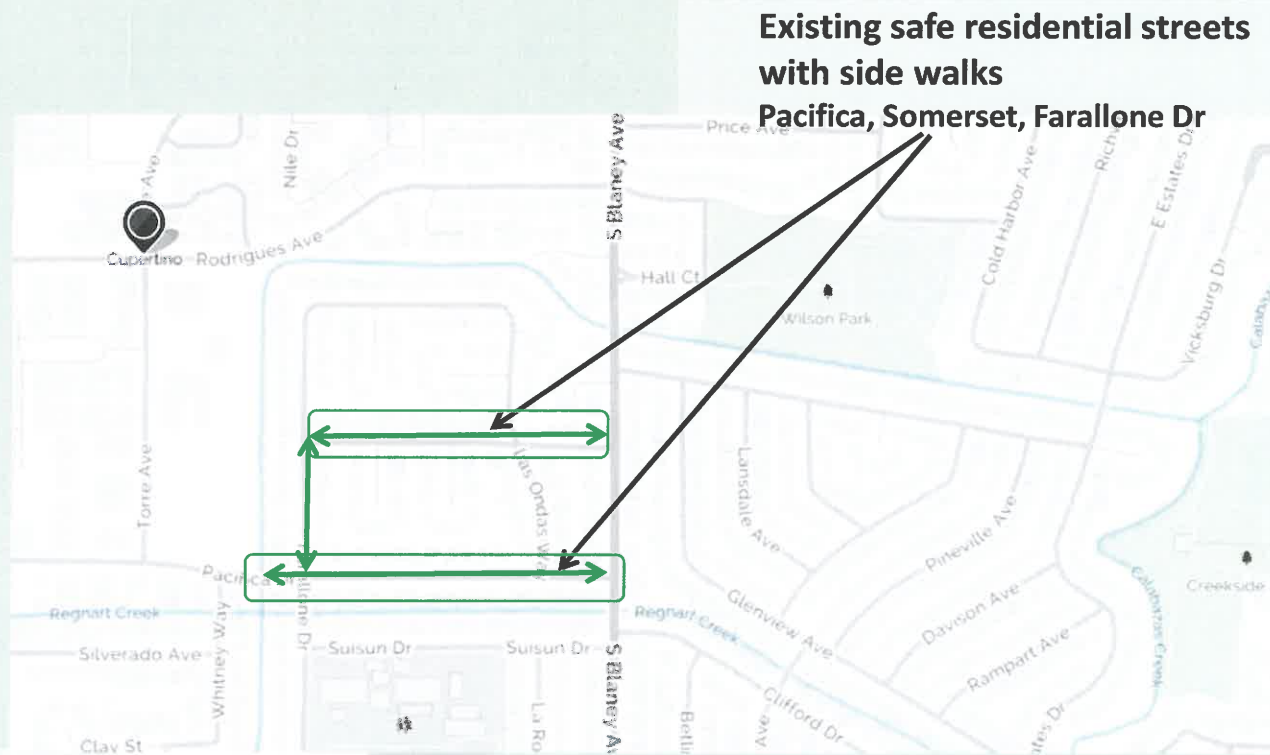 Existing safe residential streets
with side walks
Pacifica, Somerset, Farallone Dr
Price Ave
Nile Dr
S Blaney Ave
Cold Harbor Ave
E Estates Dr
Cupertino
Rodrigues Ave
Hall Ct
Wilson Park
Vicksburg Dr
Torre Ave
Las Ondas Way
Lansdale Ave
Pineville Ave
Creekside
Calabazas Creek
Regnart Creek
Regnart Creek
Glenview Ave
Davison Ave
Rampart Ave
Silverado Ave
Whitney Way
Suisun Dr
Suisun Dr
S Blaney Ave
Clifford Dr
Clay St
La Ro
Ave